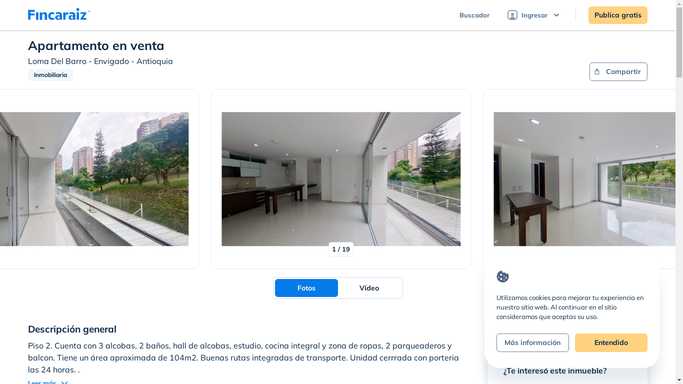 Fincaraiz
Buscador
Ingresar
Publica gratis
Apartamento en venta
Loma Del Barro - Envigado - Antioquia
Inmobiliaria
Compartir
1 / 19
Fotos
Video
Descripción general
Piso 2. Cuenta con 3 alcobas, 2 baños, hall de alcobas, estudio, cocina integral y zona de ropas, 2 parqueaderos y
balcon. Tiene un área aproximada de 104m2. Buenas rutas integradas de transporte. Unidad cerrrada con porteria
las 24 horas. .
Leer más
Utilizamos cookies para mejorar tu experiencia en
nuestro sitio web. Al continuar en el sitio
consideramos que aceptas su uso.
Más información
Entendido
¿Te interesó este inmueble?